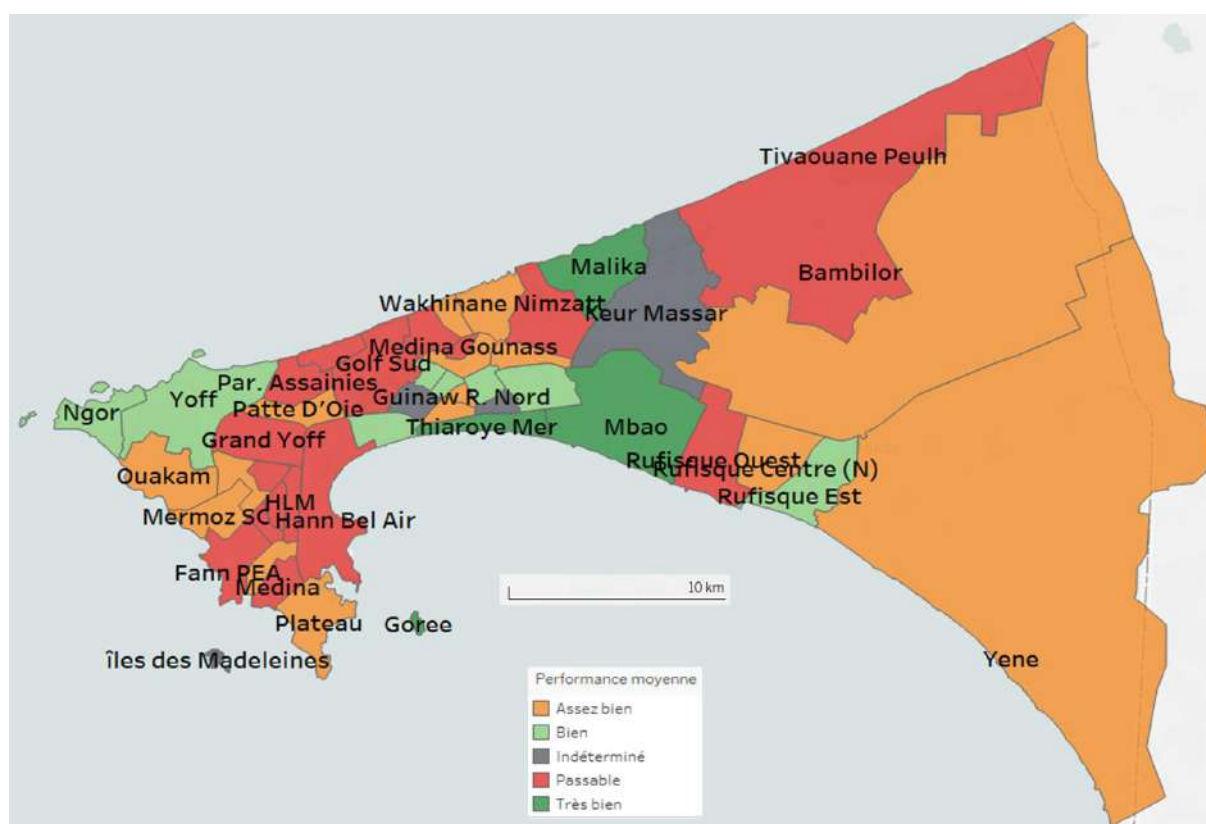 Tivaouane Peulh
Malika
Bambilor
Wakhinane Nimzatt
Keur Massar
Medina Gounass
Golf Sud
Par. Assainies
Guinaw R. Nord
Ngor
Yoff
Patte D'Oie
Thiaroye Mer
Mbao
Grand Yoff
Rufisque Ouest
Rufisque Centre (N)
Ouakam
Rufisque Est
HLM
Mermoz SC
Hann Bel Air
Fann PEA
Medina
10 km
Plateau
Goree
îles des Madeleines
Yene
Performance moyenne
Assez bien
Bien
Indéterminé
Passable
Très bien